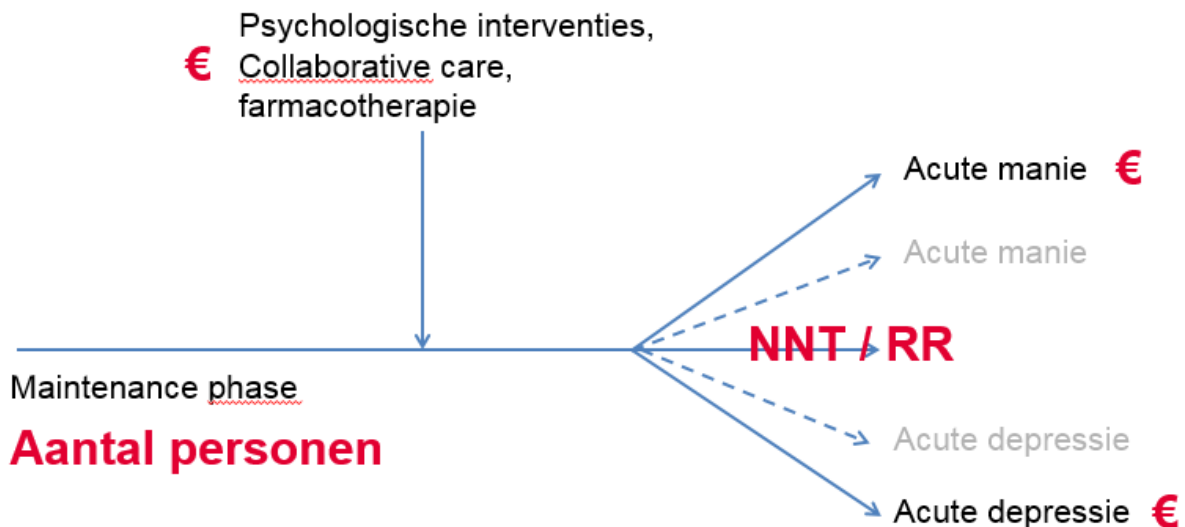 Psychologische interventies,
€ Collaborative care,
farmacotherapie
Acute manie €
Acute manie
NNT / RR
Maintenance phase
Aantal personen
Acute depressie
Acute depressie €